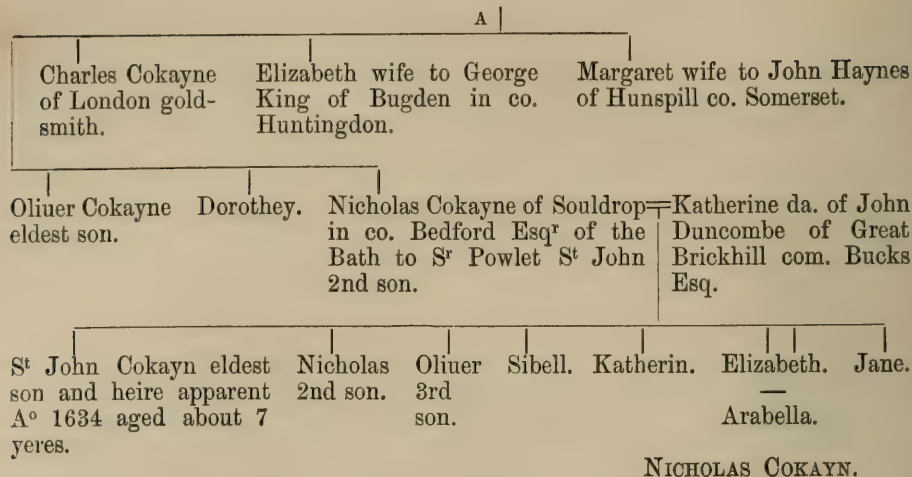 A
Charles Cokayne
of London gold-
smith.
Elizabeth wife to George
King of Bugden in co.
Huntingdon.
Margaret wife to John Haynes
of Hunspill co. Somerset.
Oliuer Cokayne
eldest son.
Dorothey.
Nicholas Cokayne of Souldrop
in co. Bedford Esqʳ of the
Bath to Sʳ Powlet Sᵗ John
2nd son.
Katherine da. of John
Duncombe of Great
Brickhill com. Bucks
Esq.
Sᵗ John Cokayn eldest
son and heire apparent
Aᵒ 1634 aged about 7
yeres.
Nicholas
2nd son.
Oliuer
3rd
son.
Sibell.
Katherin.
Elizabeth.
—
Arabella.
Jane.
NICHOLAS COKAYN.